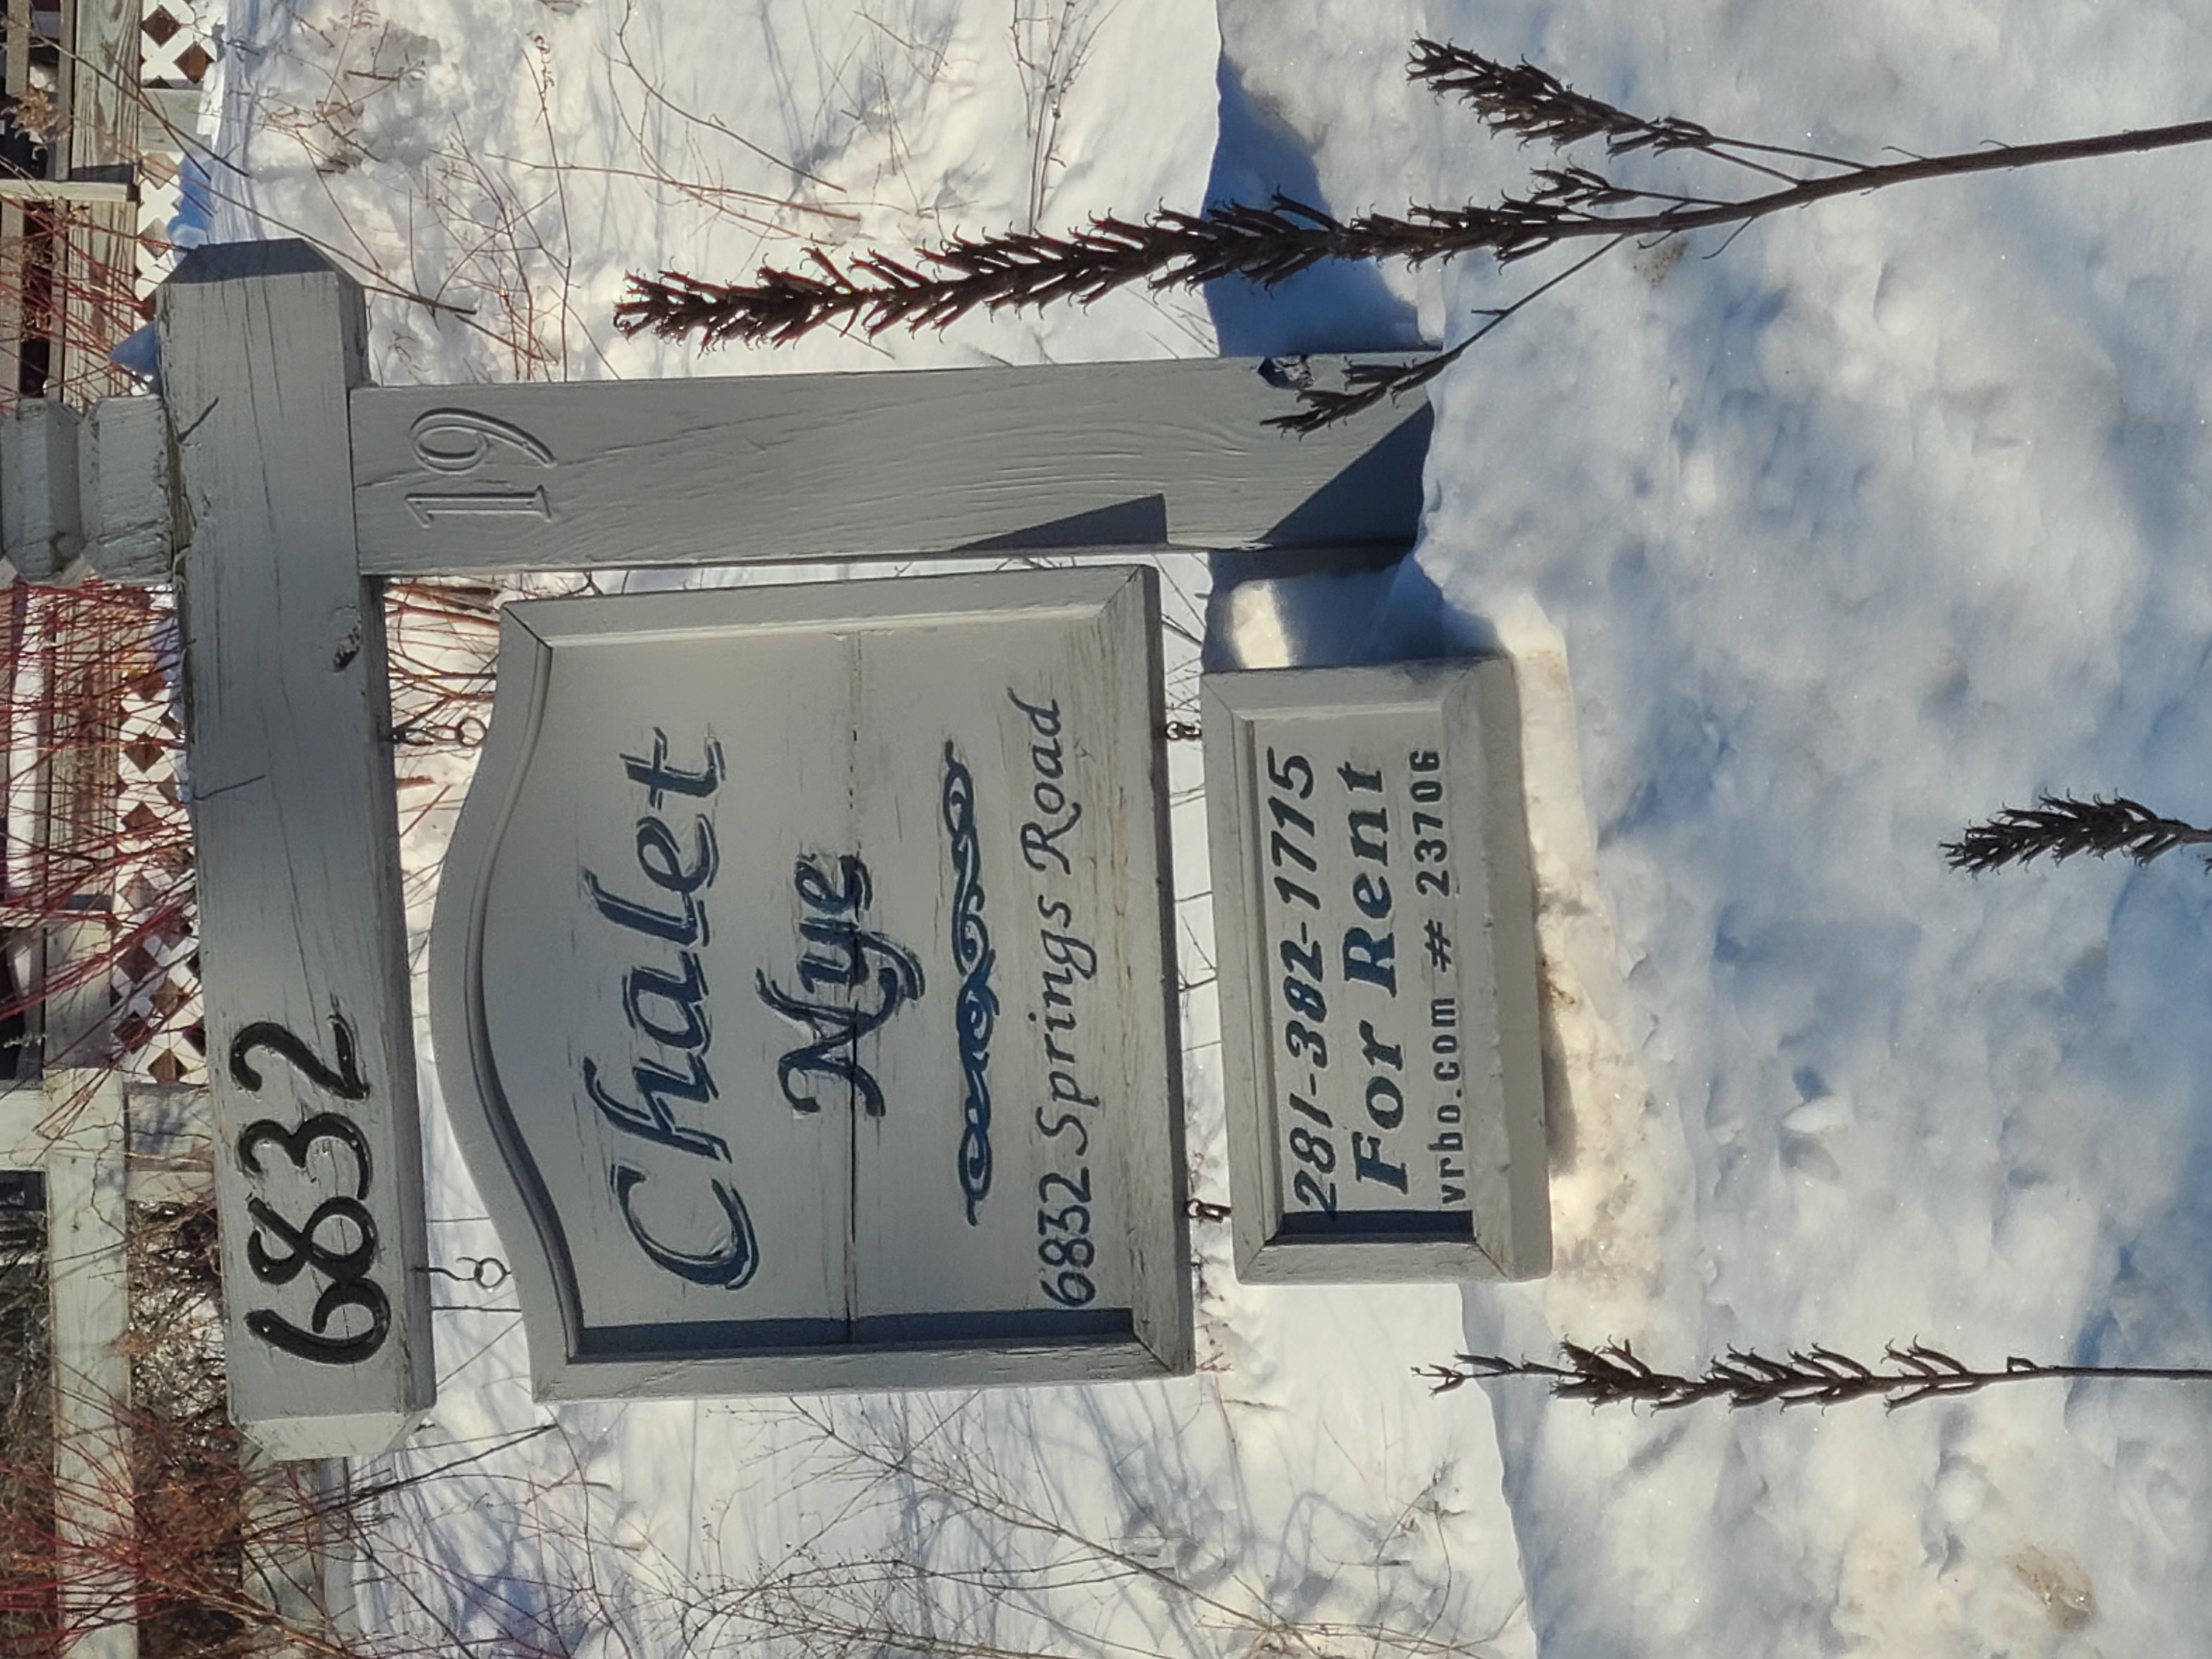 6832
19
Chalet
Nye
6832 Springs Road
281-382-1715
For Rent
vrbo.com # 23706